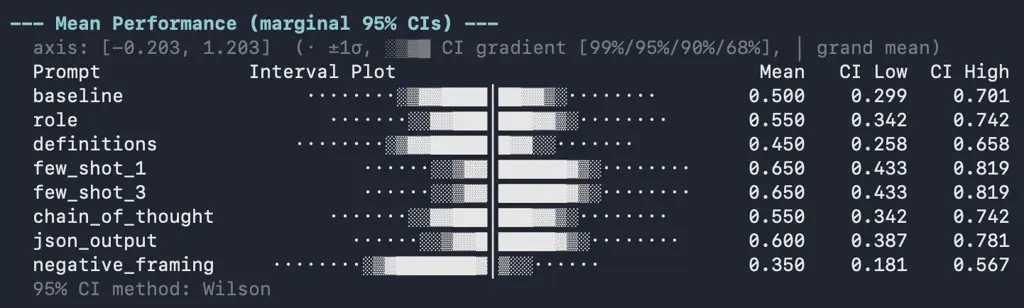 --- Mean Performance (marginal 95% CIs) ---
axis: [-0.203, 1.203] (· ±1σ, ░▒▓█ CI gradient [99%/95%/90%/68%], │ grand mean)
Prompt Interval Plot Mean CI Low CI High
baseline 0.500 0.299 0.701
role 0.550 0.342 0.742
definitions 0.450 0.258 0.658
few_shot_1 0.650 0.433 0.819
few_shot_3 0.650 0.433 0.819
chain_of_thought 0.550 0.342 0.742
json_output 0.600 0.387 0.781
negative_framing 0.350 0.181 0.567
95% CI method: Wilson